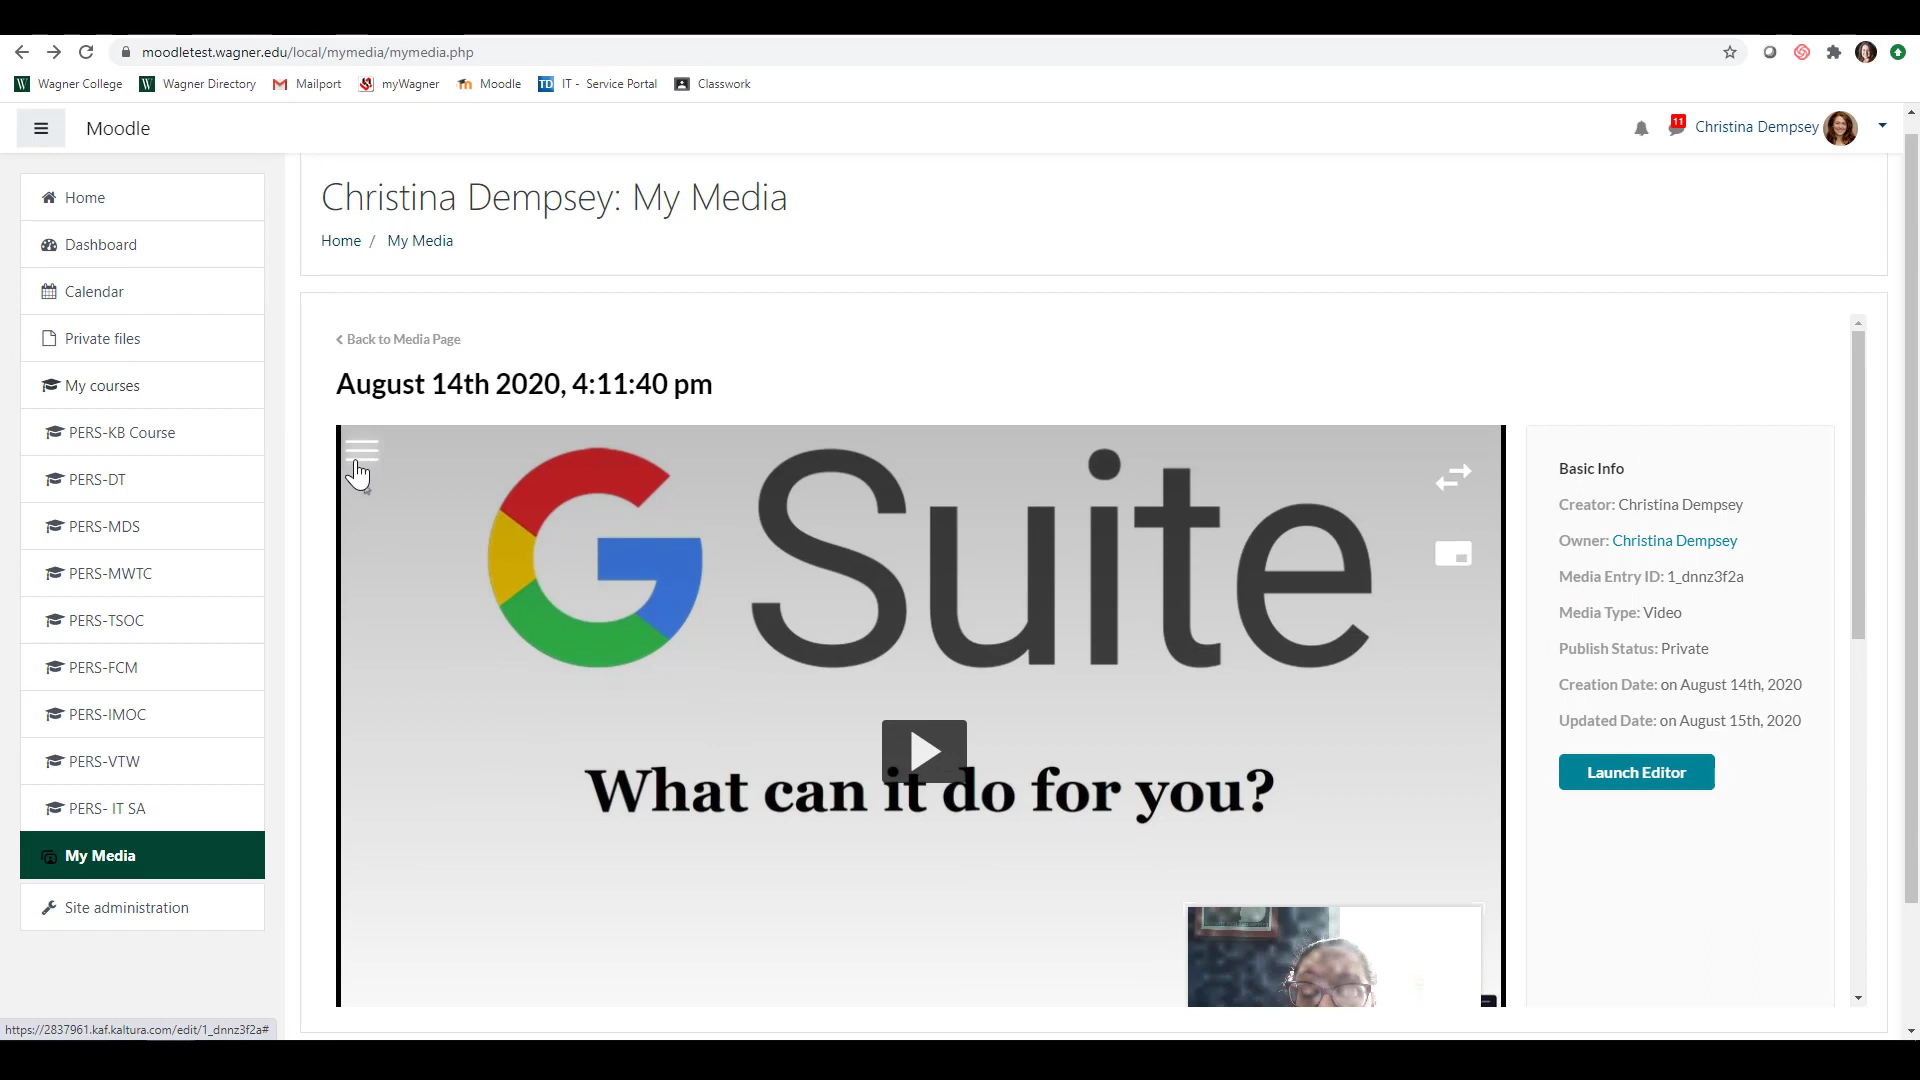 moodletest.wagner.edu/local/mymedia/mymedia.php
Wagner College
Wagner Directory
Mailport
myWagner
Moodle
TD IT - Service Portal
Classwork
Moodle
11
Christina Dempsey
Home
Dashboard
Calendar
Private files
My courses
PERS-KB Course
PERS-DT
PERS-MDS
PERS-MWTC
PERS-TSOC
PERS-FCM
PERS-IMOC
PERS-VTW
PERS- IT SA
My Media
Site administration
Christina Dempsey: My Media
Home / My Media
Back to Media Page
August 14th 2020, 4:11:40 pm
G Suite
What can it do for you?
Basic Info
Creator: Christina Dempsey
Owner: Christina Dempsey
Media Entry ID: 1_dnnz3f2a
Media Type: Video
Publish Status: Private
Creation Date: on August 14th, 2020
Updated Date: on August 15th, 2020
Launch Editor
https://2837961.kaf.kaltura.com/edit/1_dnnz3f2a#